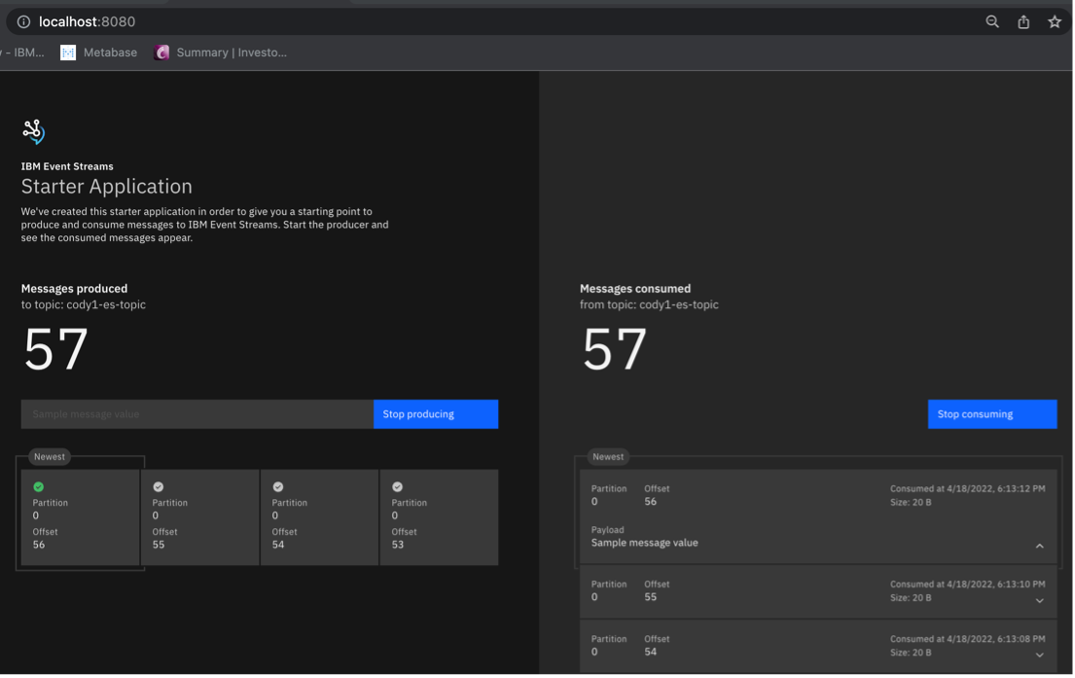 localhost:8080
- IBM...
Metabase
Summary | Investo...
IBM Event Streams
Starter Application
We've created this starter application in order to give you a starting point to
produce and consume messages to IBM Event Streams. Start the producer and
see the consumed messages appear.
Messages produced
to topic: cody1-es-topic
57
Sample message value
Stop producing
Newest
Partition
0
Offset
56
Partition
0
Offset
55
Partition
0
Offset
54
Partition
0
Offset
53
Messages consumed
from topic: cody1-es-topic
57
Stop consuming
Newest
Partition Offset Consumed at 4/18/2022, 6:13:12 PM
0 56 Size: 20 B
Payload
Sample message value
Partition Offset Consumed at 4/18/2022, 6:13:10 PM
0 55 Size: 20 B
Partition Offset Consumed at 4/18/2022, 6:13:08 PM
0 54 Size: 20 B